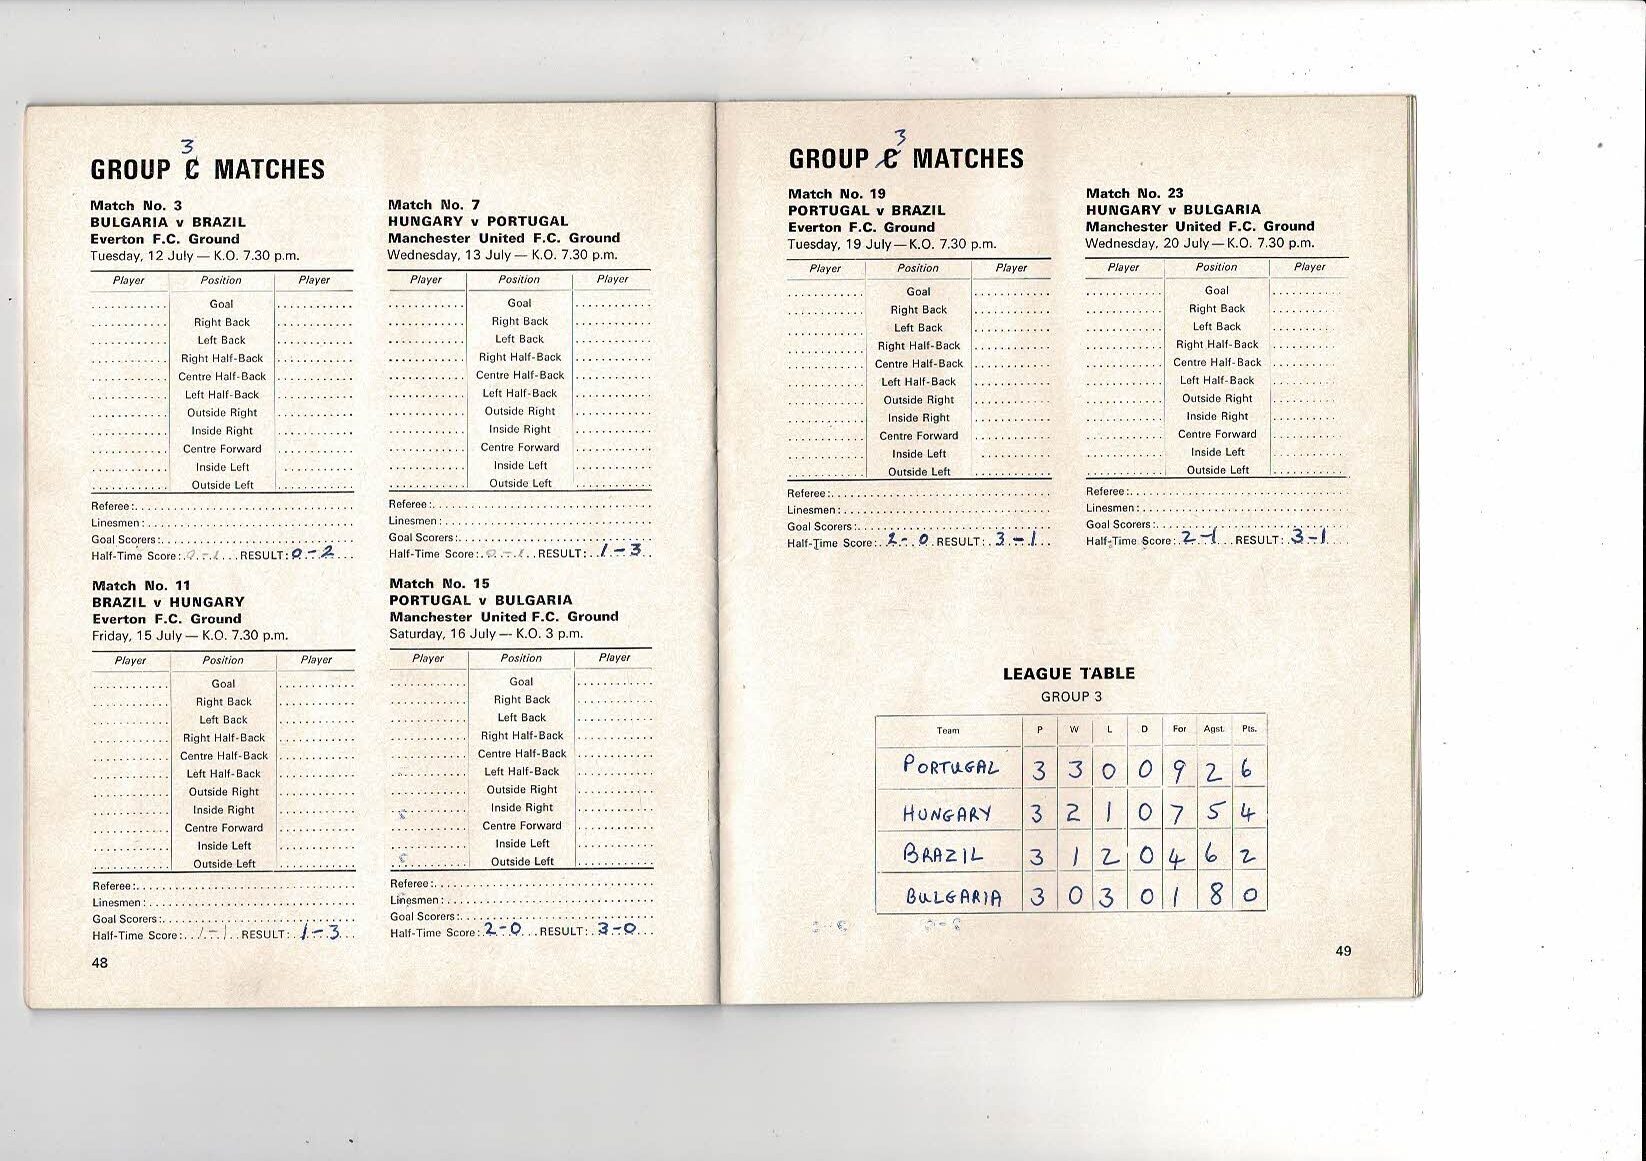 3
GROUP C MATCHES
Match No. 3
BULGARIA v BRAZIL
Everton F.C. Ground
Tuesday, 12 July — K.O. 7.30 p.m.
Player Position Player
Goal
Right Back
Left Back
Right Half-Back
Centre Half-Back
Left Half-Back
Outside Right
Inside Right
Centre Forward
Inside Left
Outside Left
Referee:
Linesmen:
Goal Scorers:
Half-Time Score: 0-1 RESULT: 0-2
Match No. 11
BRAZIL v HUNGARY
Everton F.C. Ground
Friday, 15 July — K.O. 7.30 p.m.
Player Position Player
Goal
Right Back
Left Back
Right Half-Back
Centre Half-Back
Left Half-Back
Outside Right
Inside Right
Centre Forward
Inside Left
Outside Left
Referee:
Linesmen:
Goal Scorers:
Half-Time Score: 1-1 RESULT: 1-3
48
Match No. 7
HUNGARY v PORTUGAL
Manchester United F.C. Ground
Wednesday, 13 July — K.O. 7.30 p.m.
Player Position Player
Goal
Right Back
Left Back
Right Half-Back
Centre Half-Back
Left Half-Back
Outside Right
Inside Right
Centre Forward
Inside Left
Outside Left
Referee:
Linesmen:
Goal Scorers:
Half-Time Score: 0-1 RESULT: 1-3
Match No. 15
PORTUGAL v BULGARIA
Manchester United F.C. Ground
Saturday, 16 July — K.O. 3 p.m.
Player Position Player
Goal
Right Back
Left Back
Right Half-Back
Centre Half-Back
Left Half-Back
Outside Right
Inside Right
Centre Forward
Inside Left
Outside Left
Referee:
Linesmen:
Goal Scorers:
Half-Time Score: 2-0 RESULT: 3-0
3
GROUP C MATCHES
Match No. 19
PORTUGAL v BRAZIL
Everton F.C. Ground
Tuesday, 19 July — K.O. 7.30 p.m.
Player Position Player
Goal
Right Back
Left Back
Right Half-Back
Centre Half-Back
Left Half-Back
Outside Right
Inside Right
Centre Forward
Inside Left
Outside Left
Referee:
Linesmen:
Goal Scorers:
Half-Time Score: 2-0 RESULT: 3-1
Match No. 23
HUNGARY v BULGARIA
Manchester United F.C. Ground
Wednesday, 20 July — K.O. 7.30 p.m.
Player Position Player
Goal
Right Back
Left Back
Right Half-Back
Centre Half-Back
Left Half-Back
Outside Right
Inside Right
Centre Forward
Inside Left
Outside Left
Referee:
Linesmen:
Goal Scorers:
Half-Time Score: 2-1 RESULT: 3-1
LEAGUE TABLE
GROUP 3
Team P W L D For Agst. Pts.
PORTUGAL 3 3 0 0 9 2 6
HUNGARY 3 2 1 0 7 5 4
BRAZIL 3 1 2 0 4 6 2
BULGARIA 3 0 3 0 1 8 0
49